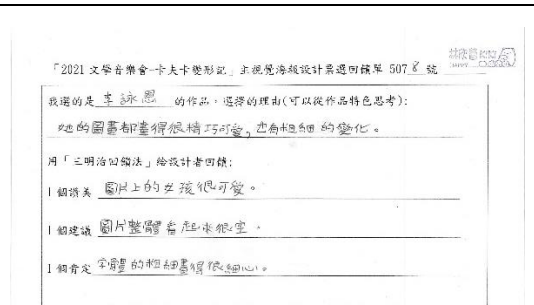 「2021 文學音樂會-卡夫卡變形記」主視覺海報設計票選回饋單 507 8 號
我選的是 李詠恩 的作品,選擇的理由(可以從作品特色思考):
她的圖畫都畫得很精巧可愛,也有粗細的變化。
用「三明治回饋法」給設計者回饋:
1 個讚美 圖片上的女孩很可愛。
1 個建議 圖片整體看起來很空。
1 個肯定 字體的粗細畫得很細心。